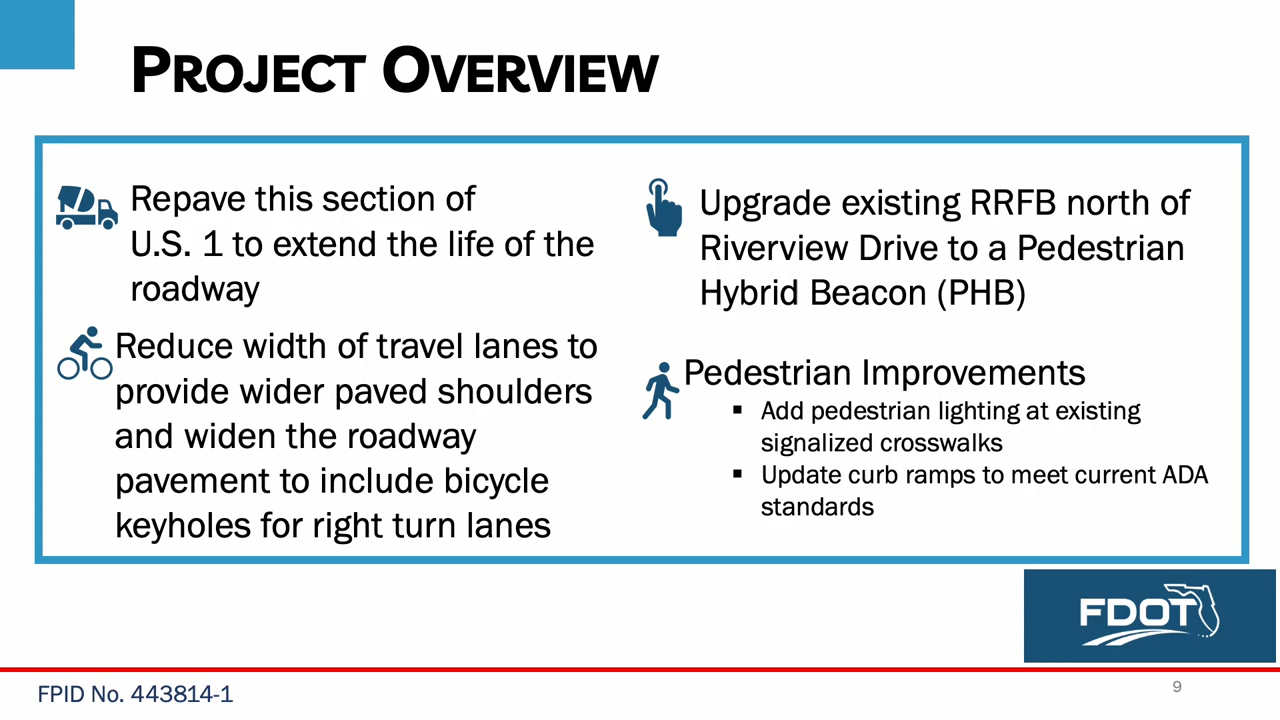 PROJECT OVERVIEW
Repave this section of
U.S. 1 to extend the life of the
roadway
Reduce width of travel lanes to
provide wider paved shoulders
and widen the roadway
pavement to include bicycle
keyholes for right turn lanes
Upgrade existing RRFB north of
Riverview Drive to a Pedestrian
Hybrid Beacon (PHB)
Pedestrian Improvements
▪ Add pedestrian lighting at existing
signalized crosswalks
▪ Update curb ramps to meet current ADA
standards
FDOT
FPID No. 443814-1
9